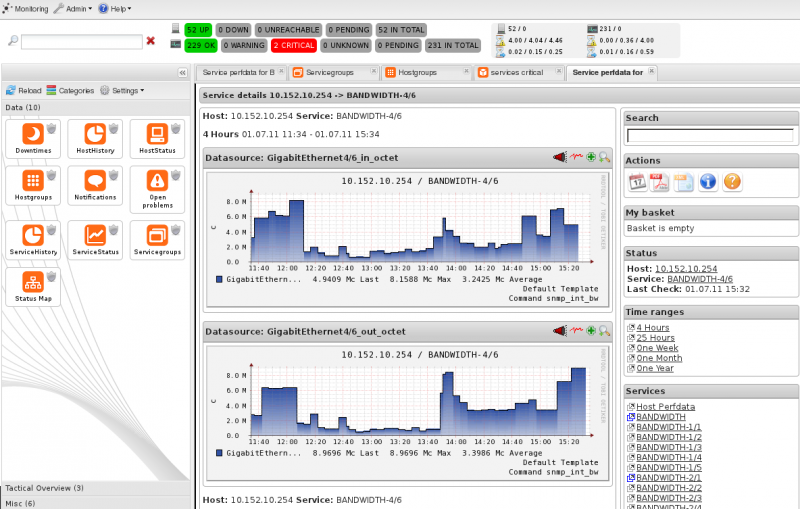 Monitoring Admin Help
52 UP 0 DOWN 0 UNREACHABLE 0 PENDING 52 IN TOTAL
229 OK 0 WARNING 2 CRITICAL 0 UNKNOWN 0 PENDING 231 IN TOTAL
52 / 0 231 / 0
4.00 / 4.04 / 4.46 0.00 / 0.36 / 4.00
0.02 / 0.15 / 0.25 0.01 / 0.16 / 0.59
Service perfdata for B Servicegroups Hostgroups services critical Service perfdata for
Reload Categories Settings
Data (10)
Downtimes HostHistory HostStatus
Hostgroups Notifications Open problems
ServiceHistory ServiceStatus Servicegroups
Status Map
Tactical Overview (3)
Misc (6)
Service details 10.152.10.254 -> BANDWIDTH-4/6
Host: 10.152.10.254 Service: BANDWIDTH-4/6
4 Hours 01.07.11 11:34 - 01.07.11 15:34
Datasource: GigabitEthernet4/6_in_octet
10.152.10.254 / BANDWIDTH-4/6
8.0 M
6.0 M
4.0 M
2.0 M
0.0
c
11:40 12:00 12:20 12:40 13:00 13:20 13:40 14:00 14:20 14:40 15:00 15:20
GigabitEthern... 4.9409 Mc Last 8.1588 Mc Max 3.2425 Mc Average
Default Template
Command snmp_int_bw
RRDTOOL / TOBI OETIKER
Datasource: GigabitEthernet4/6_out_octet
10.152.10.254 / BANDWIDTH-4/6
8.0 M
6.0 M
4.0 M
2.0 M
0.0
c
11:40 12:00 12:20 12:40 13:00 13:20 13:40 14:00 14:20 14:40 15:00 15:20
GigabitEthern... 8.9696 Mc Last 8.9696 Mc Max 3.3986 Mc Average
Default Template
Command snmp_int_bw
RRDTOOL / TOBI OETIKER
Host: 10.152.10.254 Service: BANDWIDTH-4/6
Search
Actions
17
My basket
Basket is empty
Status
Host: 10.152.10.254
Service: BANDWIDTH-4/6
Last Check: 01.07.11 15:32
Time ranges
4 Hours
25 Hours
One Week
One Month
One Year
Services
Host Perfdata
BANDWIDTH
BANDWIDTH-1/1
BANDWIDTH-1/2
BANDWIDTH-1/3
BANDWIDTH-1/4
BANDWIDTH-1/5
BANDWIDTH-2/1
BANDWIDTH-2/2
BANDWIDTH-2/3
BANDWIDTH-2/4